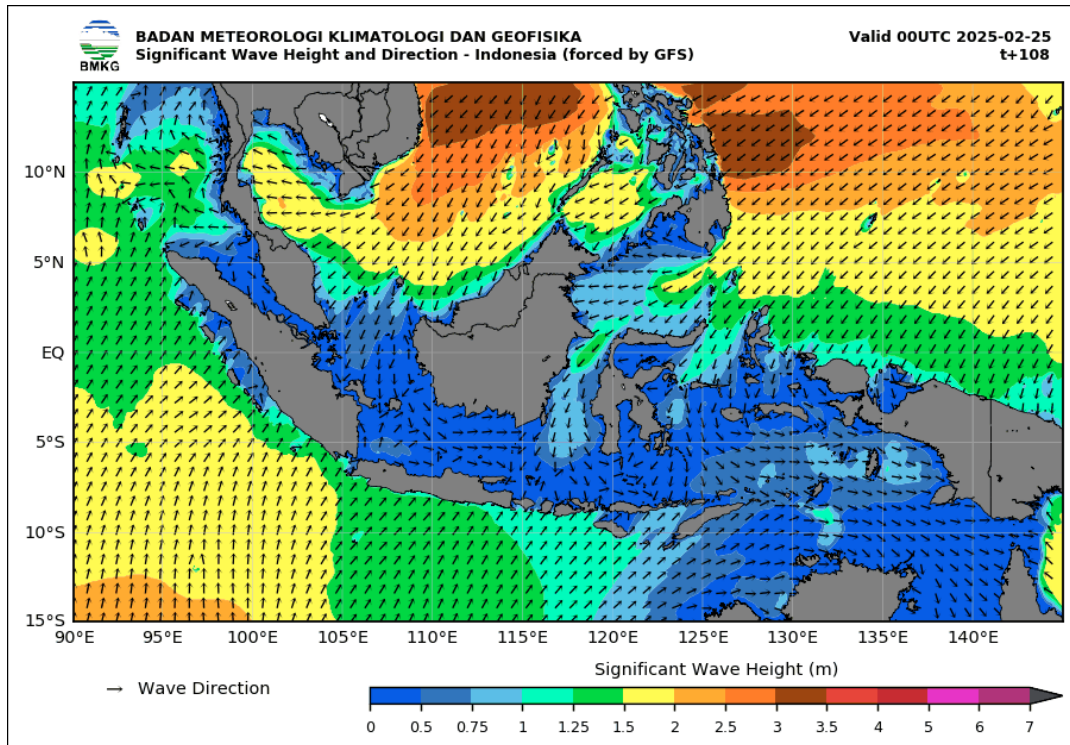 BADAN METEOROLOGI KLIMATOLOGI DAN GEOFISIKA
Significant Wave Height and Direction - Indonesia (forced by GFS)
Valid 00UTC 2025-02-25
t+108
BMKG
10°N
5°N
EQ
5°S
10°S
15°S
90°E 95°E 100°E 105°E 110°E 115°E 120°E 125°E 130°E 135°E 140°E
Significant Wave Height (m)
→ Wave Direction
0 0.5 0.75 1 1.25 1.5 2 2.5 3 3.5 4 5 6 7